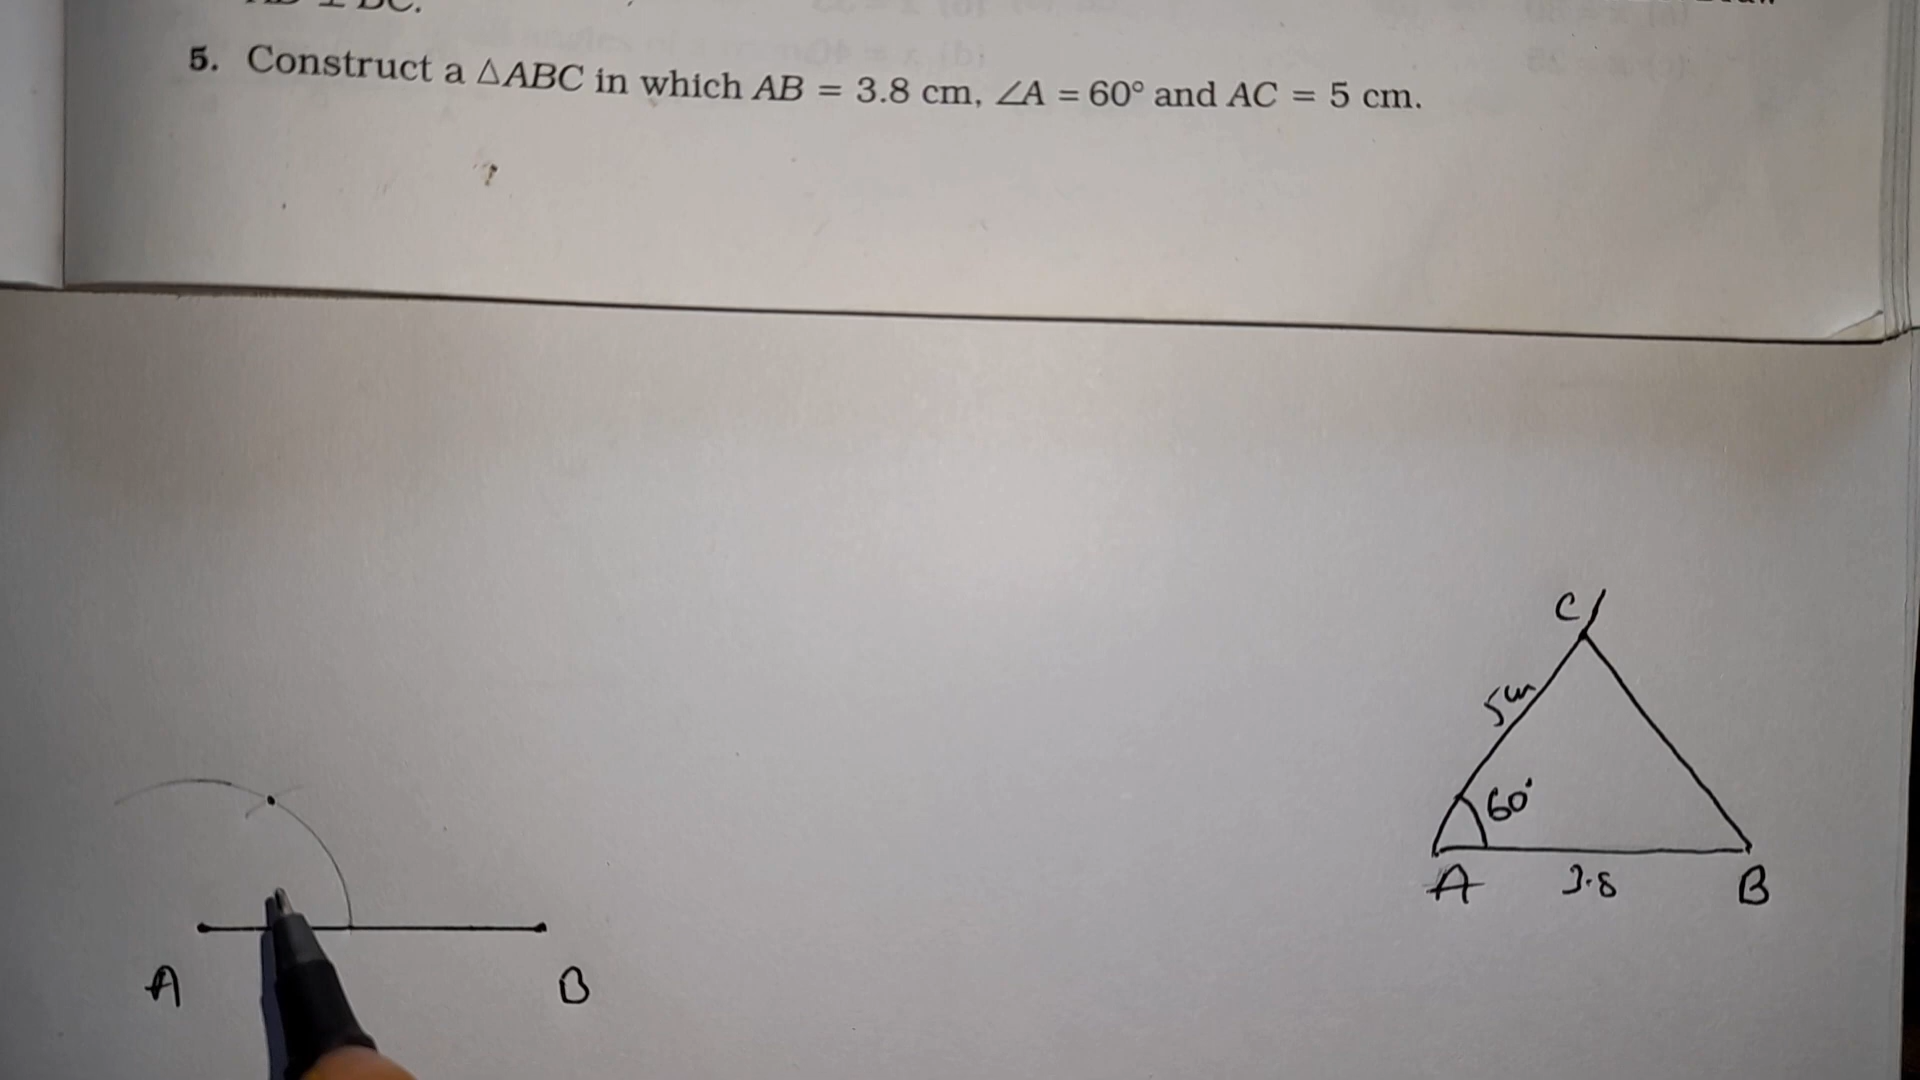 5. Construct a △ABC in which AB = 3.8 cm, ∠A = 60° and AC = 5 cm.
C
5cm
60°
A 3.8 B
A B